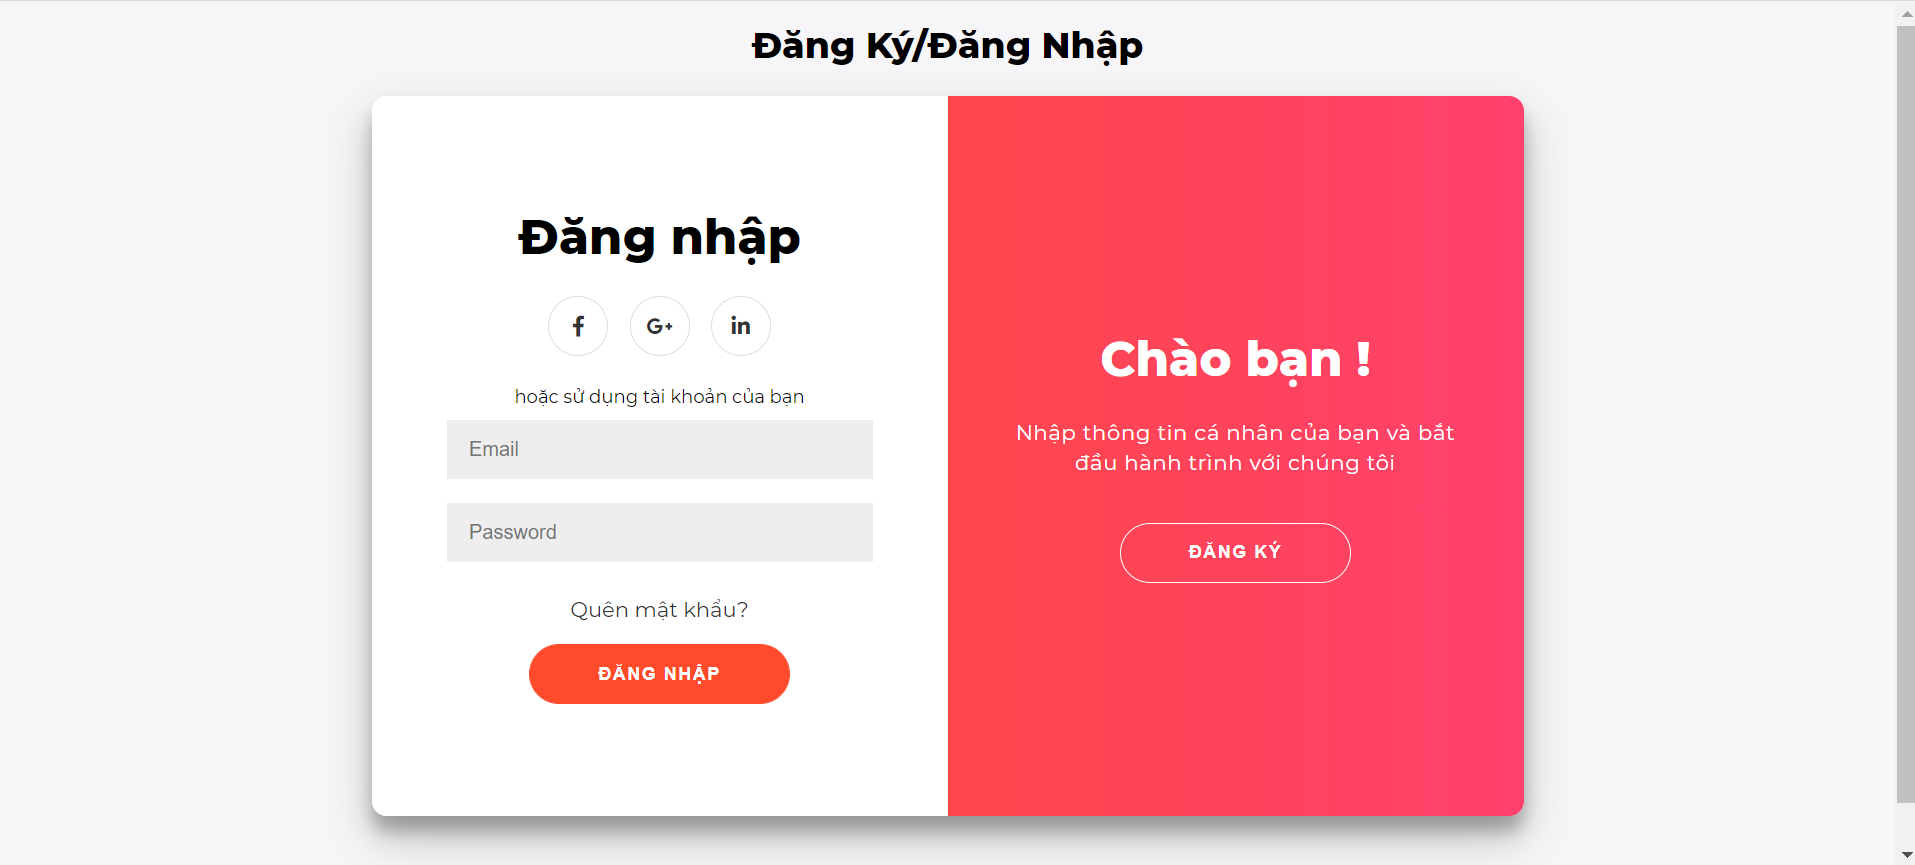 Đăng Ký/Đăng Nhập
Đăng nhập
f
G+
in
hoặc sử dụng tài khoản của bạn
Email
Password
Quên mật khẩu?
ĐĂNG NHẬP
Chào bạn !
Nhập thông tin cá nhân của bạn và bắt
đầu hành trình với chúng tôi
ĐĂNG KÝ